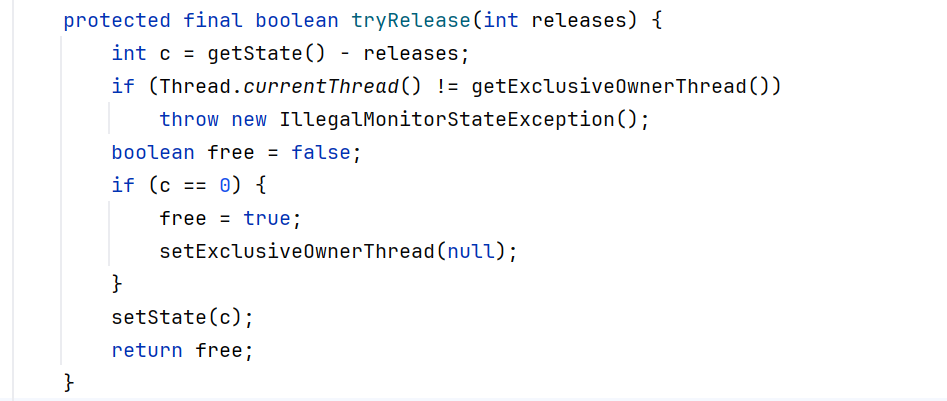 protected final boolean tryRelease(int releases) {
    int c = getState() - releases;
    if (Thread.currentThread() != getExclusiveOwnerThread())
        throw new IllegalMonitorStateException();
    boolean free = false;
    if (c == 0) {
        free = true;
        setExclusiveOwnerThread(null);
    }
    setState(c);
    return free;
}